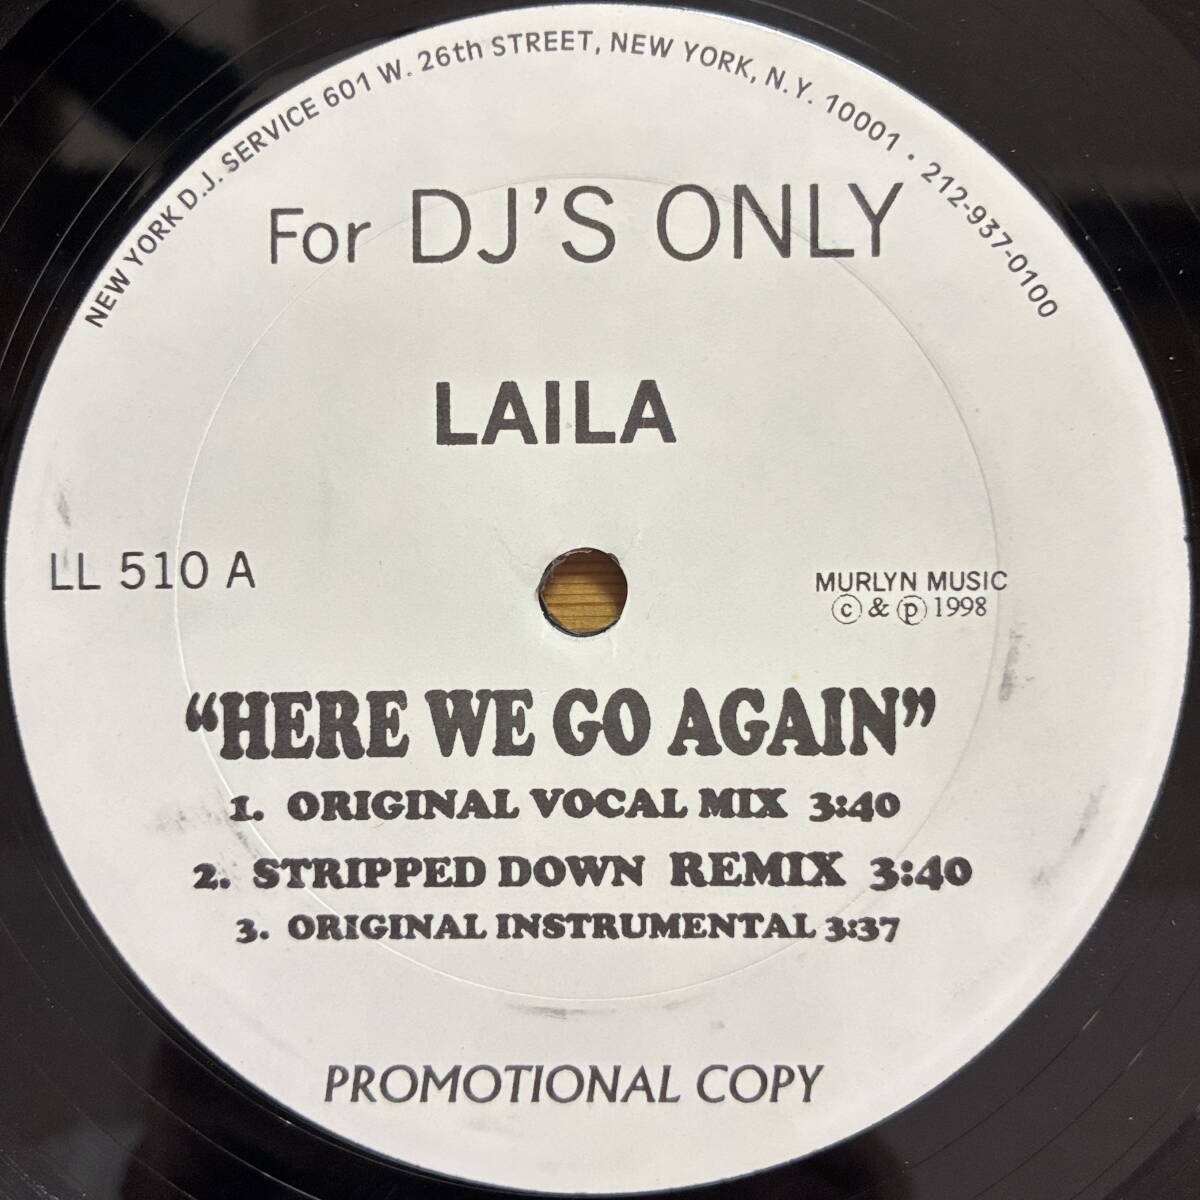 NEW YORK D.J. SERVICE 601 W. 26th STREET, NEW YORK, N.Y. 10001 · 212-937-0100
For DJ'S ONLY
LAILA
LL 510 A
MURLYN MUSIC
© & ℗ 1998
“HERE WE GO AGAIN”
1. ORIGINAL VOCAL MIX 3:40
2. STRIPPED DOWN REMIX 3:40
3. ORIGINAL INSTRUMENTAL 3:37
PROMOTIONAL COPY